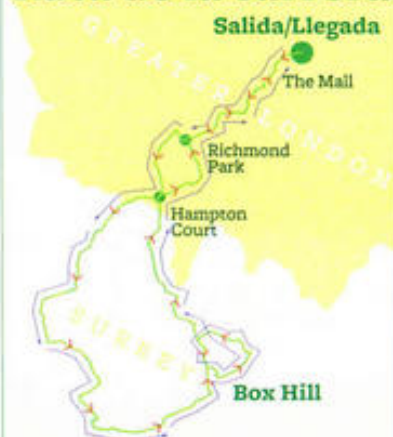 Salida/Llegada
GREATER LONDON
The Mall
Richmond
Park
Hampton
Court
SURREY
Box Hill